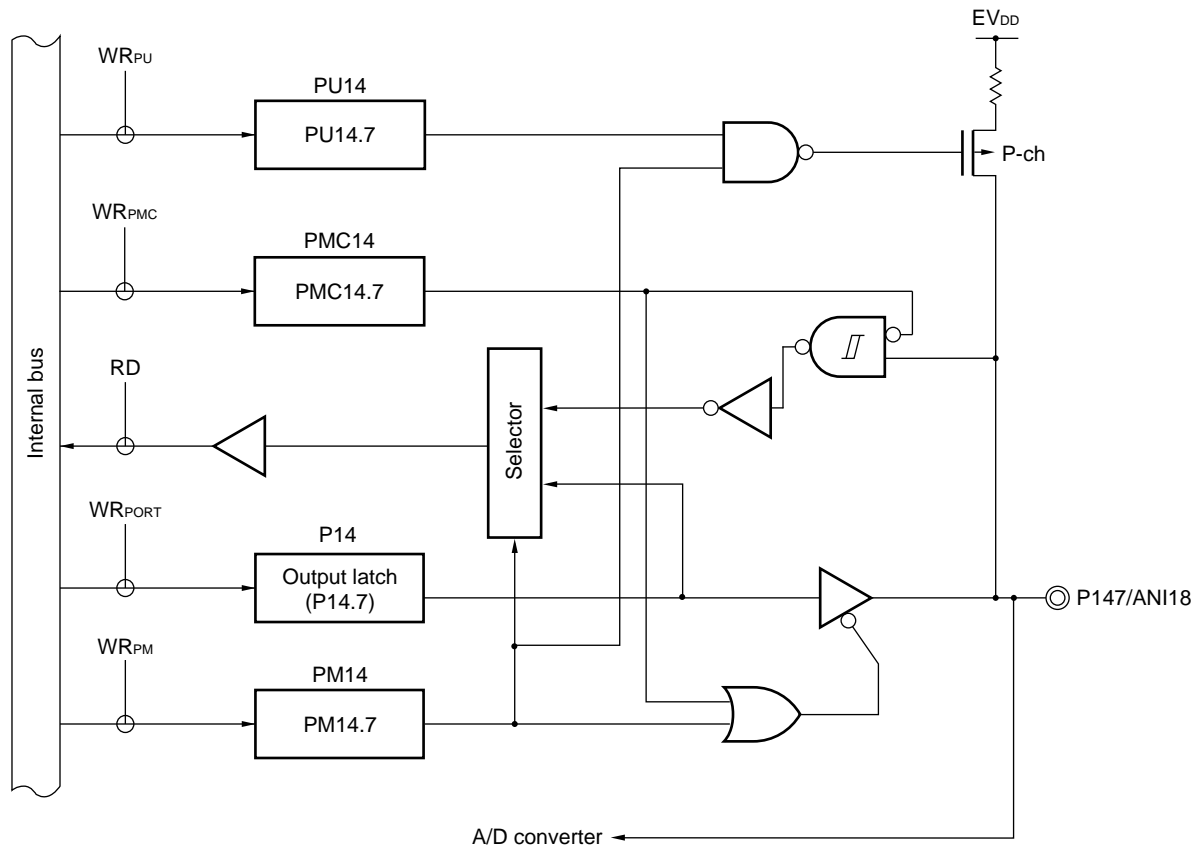 EVDD
WRPU
PU14
PU14.7
P-ch
WRPMC
PMC14
PMC14.7
RD
Internal bus
Selector
WRPORT
P14
Output latch
(P14.7)
P147/ANI18
WRPM
PM14
PM14.7
A/D converter